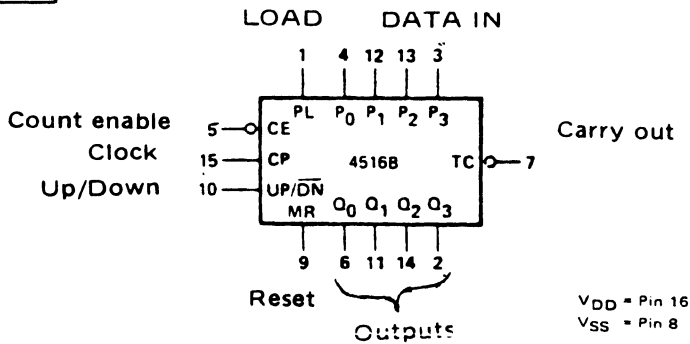 LOAD DATA IN
1 4 12 13 3
PL P0 P1 P2 P3
Count enable 5 CE
Clock 15 CP 4516B TC 7 Carry out
Up/Down 10 UP/DN
MR Q0 Q1 Q2 Q3
9 6 11 14 2
Reset
Outputs
VDD = Pin 16
VSS = Pin 8